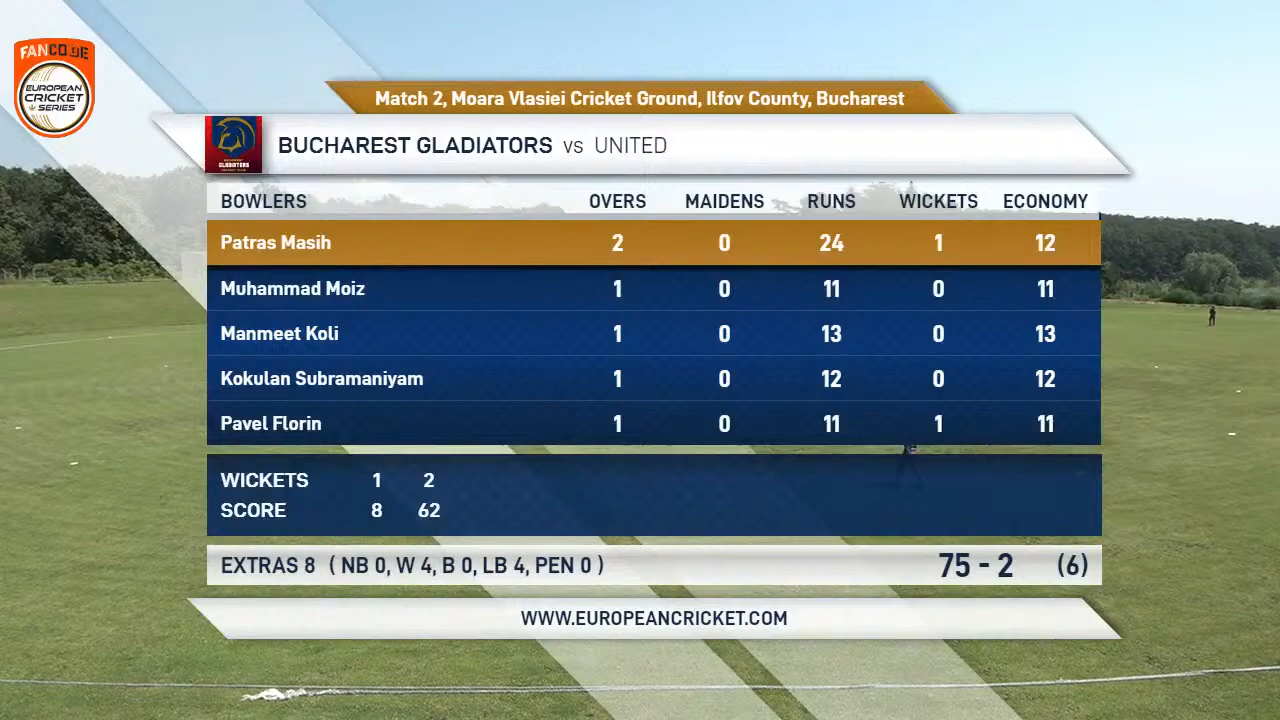 FANCODE
EUROPEAN
CRICKET
SERIES
Match 2, Moara Vlasiei Cricket Ground, Ilfov County, Bucharest
GLADIATORS
BUCHAREST GLADIATORS vs UNITED
BOWLERS OVERS MAIDENS RUNS WICKETS ECONOMY
Patras Masih 2 0 24 1 12
Muhammad Moiz 1 0 11 0 11
Manmeet Koli 1 0 13 0 13
Kokulan Subramaniyam 1 0 12 0 12
Pavel Florin 1 0 11 1 11
WICKETS 1 2
SCORE 8 62
EXTRAS 8 ( NB 0, W 4, B 0, LB 4, PEN 0 ) 75 - 2 (6)
WWW.EUROPEANCRICKET.COM